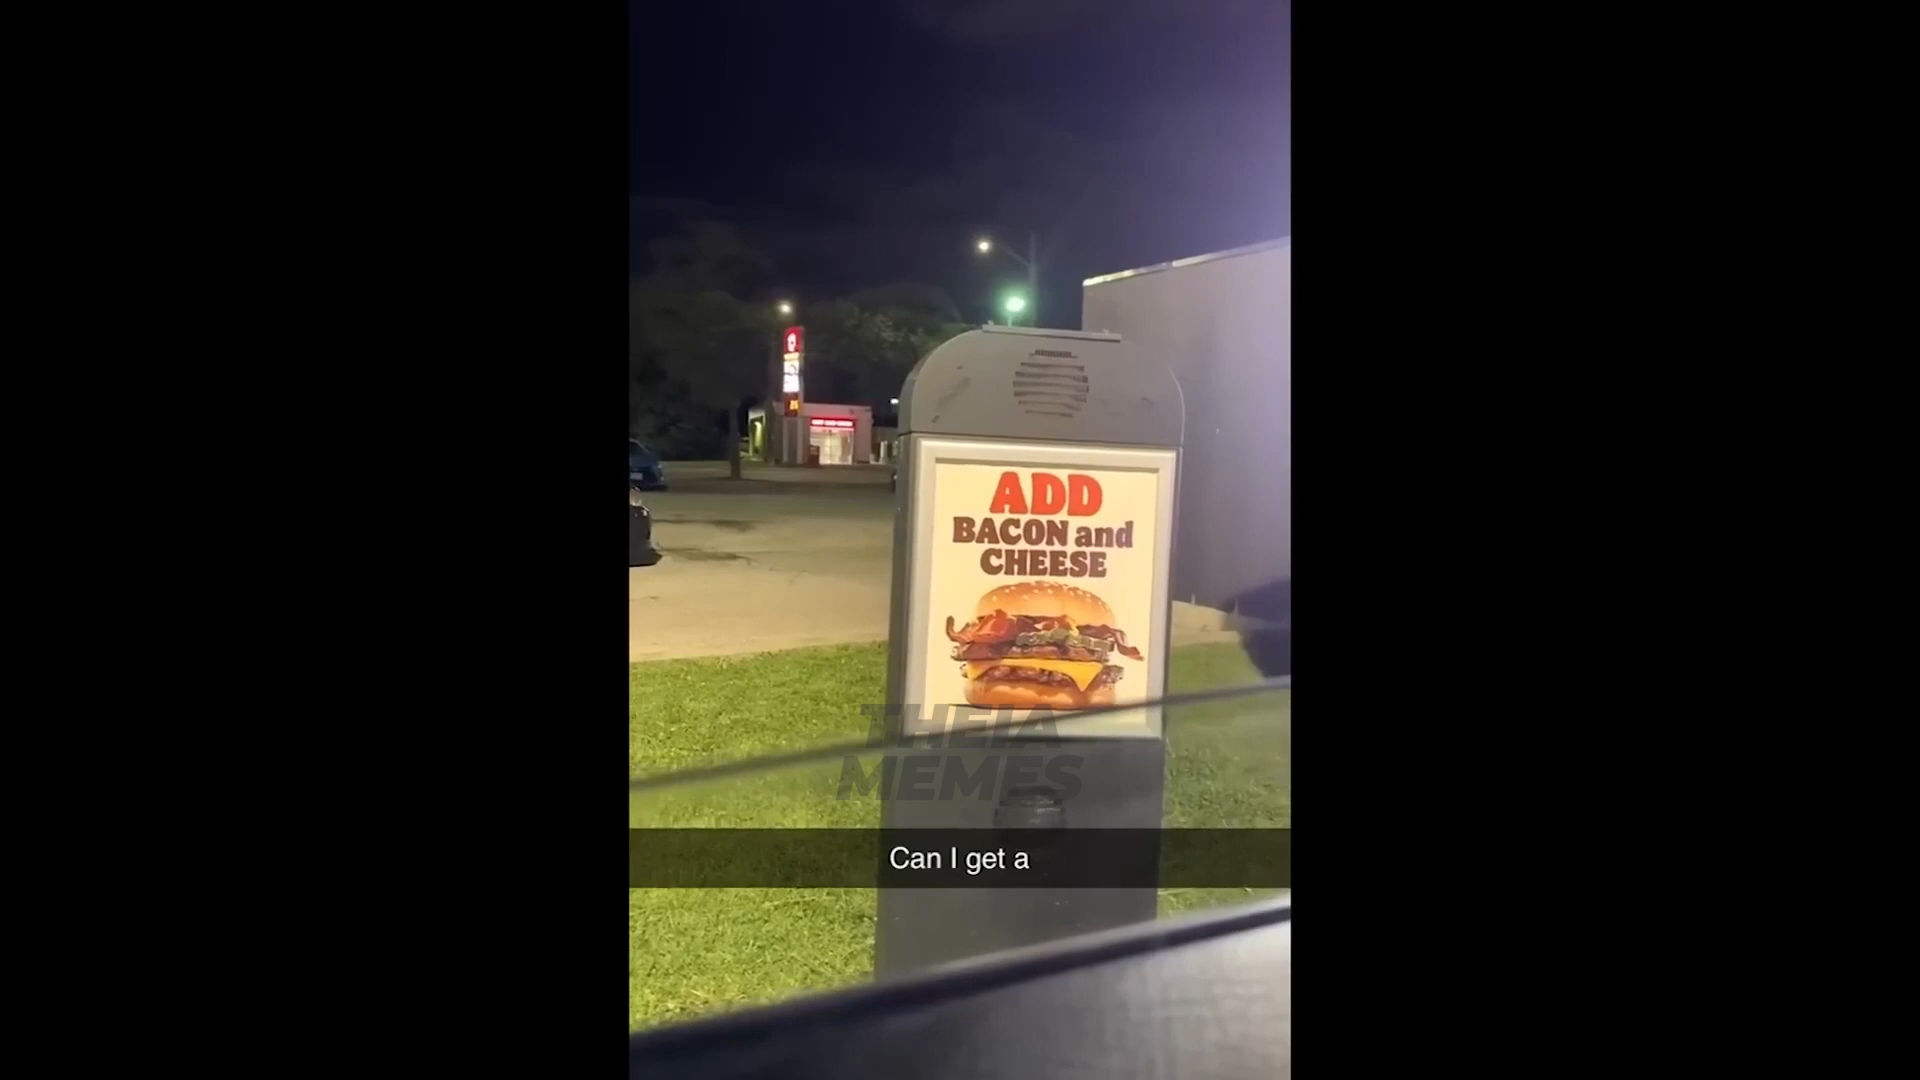 ADD
BACON and
CHEESE
THEIA
MEMES
Can I get a